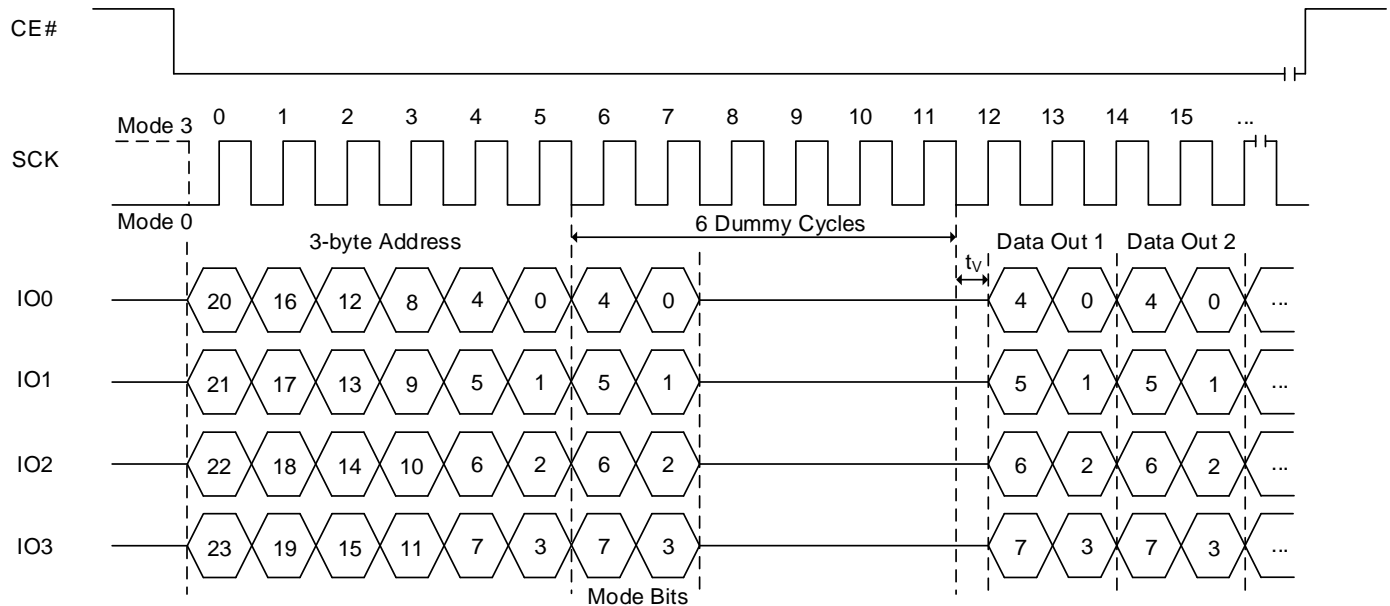 CE#
0 1 2 3 4 5 6 7 8 9 10 11 12 13 14 15 ...
Mode 3
SCK
Mode 0
6 Dummy Cycles
3-byte Address
Data Out 1 Data Out 2
tV
IO0 20 16 12 8 4 0 4 0 4 0 4 0 ...
IO1 21 17 13 9 5 1 5 1 5 1 5 1 ...
IO2 22 18 14 10 6 2 6 2 6 2 6 2 ...
IO3 23 19 15 11 7 3 7 3 7 3 7 3 ...
Mode Bits